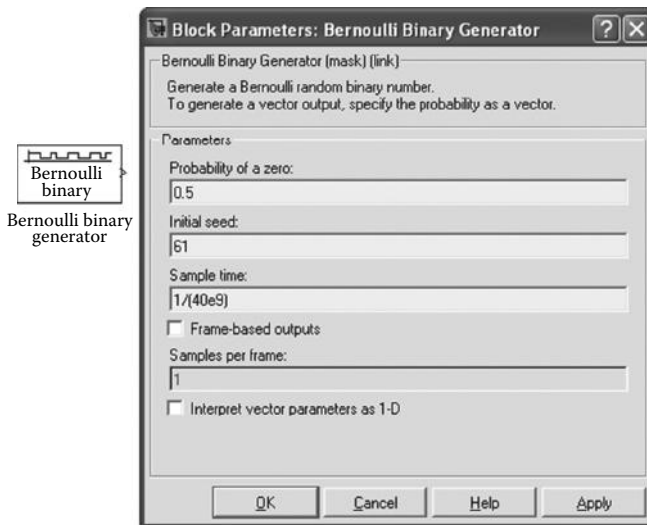 Block Parameters: Bernoulli Binary Generator
Bernoulli Binary Generator (mask) (link)
Generate a Bernoulli random binary number.
To generate a vector output, specify the probability as a vector.
Parameters
Probability of a zero:
0.5
Initial seed:
61
Sample time:
1/(40e9)
Frame-based outputs
Samples per frame:
1
Interpret vector parameters as 1-D
OK Cancel Help Apply
Bernoulli
binary
Bernoulli binary
generator